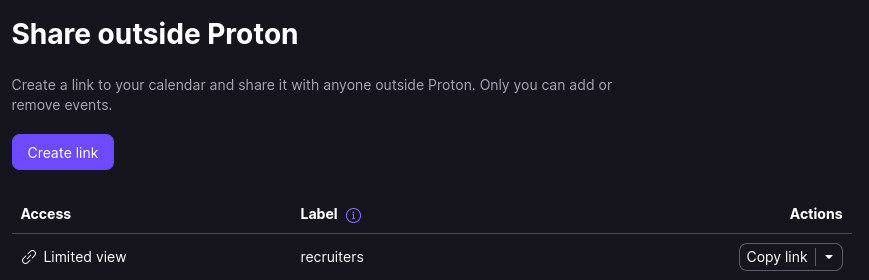 Share outside Proton
Create a link to your calendar and share it with anyone outside Proton. Only you can add or
remove events.
Create link
Access Label Actions
Limited view recruiters Copy link